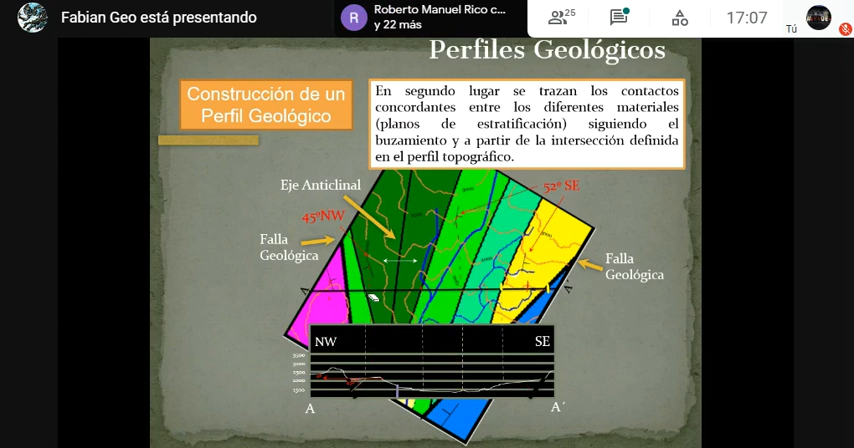 Fabian Geo está presentando
R
Roberto Manuel Rico c...
y 22 más
25
17:07
Tú
Perfiles Geológicos
Construcción de un
Perfil Geológico
En segundo lugar se trazan los contactos
concordantes entre los diferentes materiales
(planos de estratificación) siguiendo el
buzamiento y a partir de la intersección definida
en el perfil topográfico.
Eje Anticlinal
52º SE
45ºNW
Falla
Geológica
Falla
Geológica
A
A´
NW
SE
A
A´